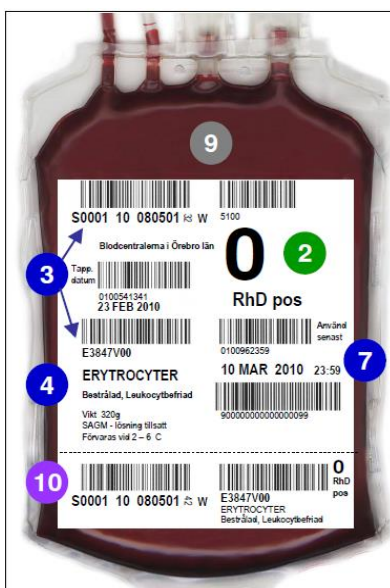 9
S0001 10 080501 W
5100
Blodcentralerna i Örebro län
0
2
3
Tapp.
datum
0100541341
23 FEB 2010
RhD pos
Använd
senast
E3847V00
0100962359
7
4
ERYTROCYTER
10 MAR 2010 23:59
Bestrålad, Leukocytbefriad
Vikt 320g
SAGM - lösning tillsatt
Förvaras vid 2 – 6 C
9000000000000000099
10
0
RhD
pos
S0001 10 080501 W
E3847V00
ERYTROCYTER
Bestrålad, Leukocytbefriad